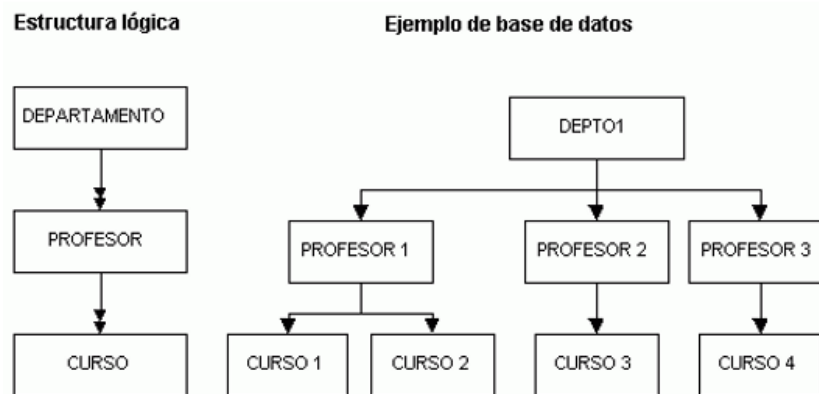 Estructura lógica
Ejemplo de base de datos
DEPARTAMENTO
DEPTO1
PROFESOR
PROFESOR 1
PROFESOR 2
PROFESOR 3
CURSO
CURSO 1
CURSO 2
CURSO 3
CURSO 4